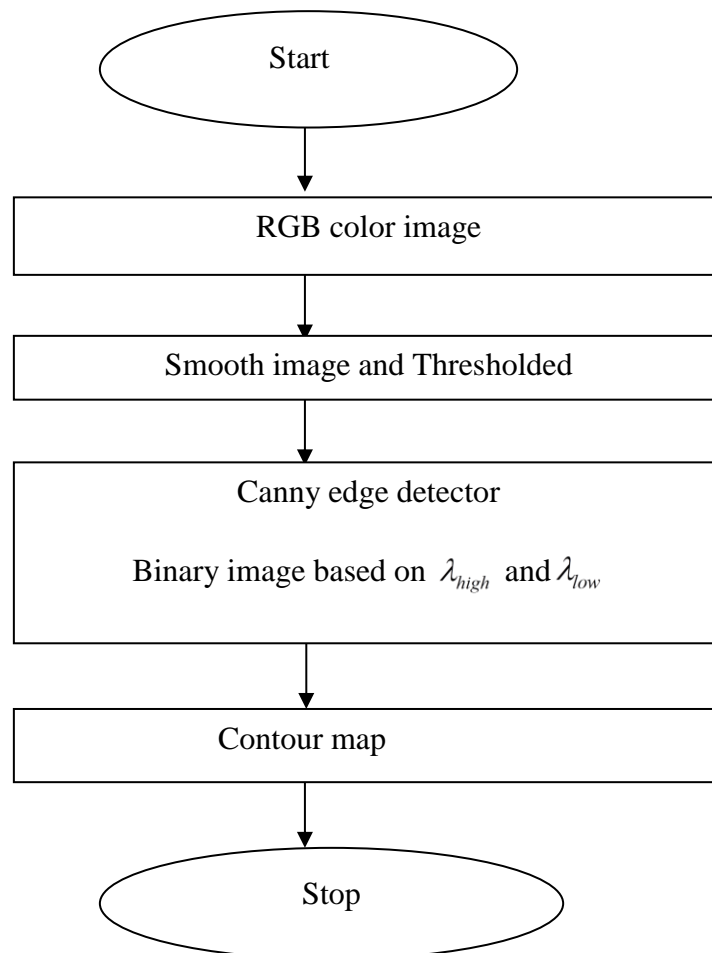 Start
RGB color image
Smooth image and Thresholded
Canny edge detector
Binary image based on λhigh and λlow
Contour map
Stop